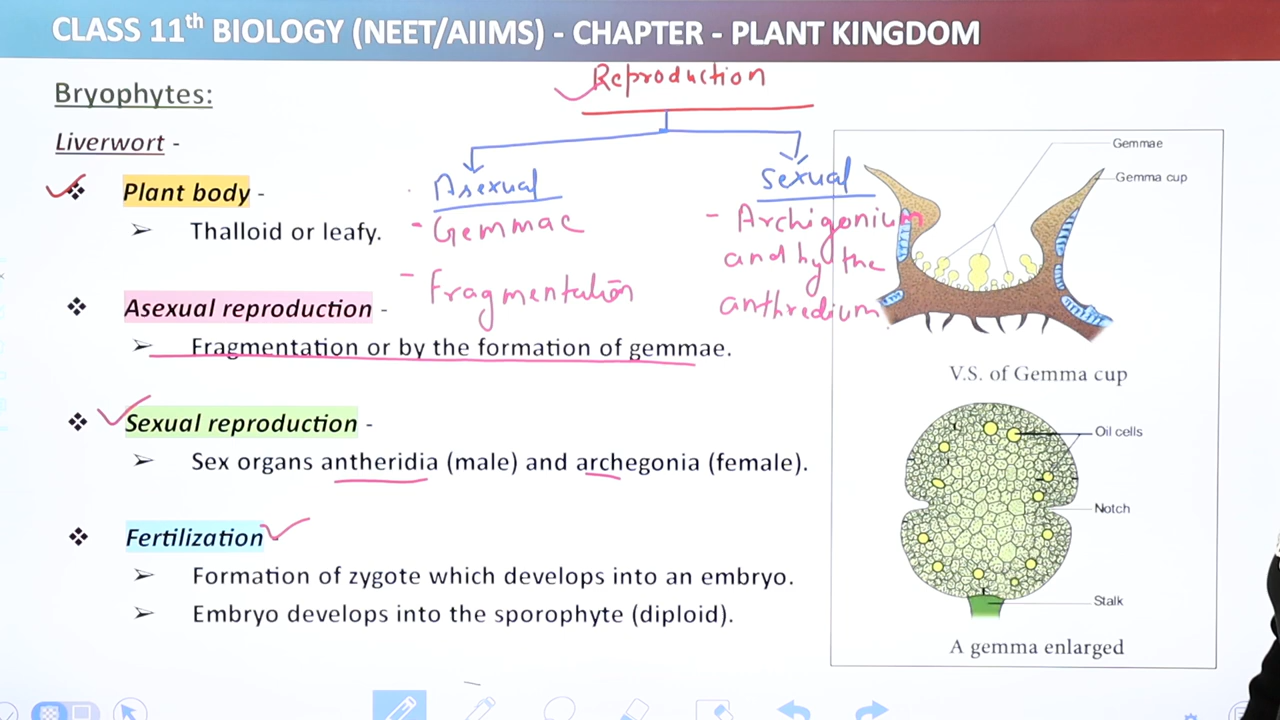 CLASS 11th BIOLOGY (NEET/AIIMS) - CHAPTER - PLANT KINGDOM
Reproduction
Bryophytes:
Liverwort -
Asexual
Sexual
❖ Plant body -
➢ Thalloid or leafy.
- Gemmae
- Fragmentation
- Archigonium
and by the
anthredium
❖ Asexual reproduction -
➢ Fragmentation or by the formation of gemmae.
❖ Sexual reproduction -
➢ Sex organs antheridia (male) and archegonia (female).
❖ Fertilization -
➢ Formation of zygote which develops into an embryo.
➢ Embryo develops into the sporophyte (diploid).
Gemmae
Gemma cup
V.S. of Gemma cup
Oil cells
Notch
Stalk
A gemma enlarged